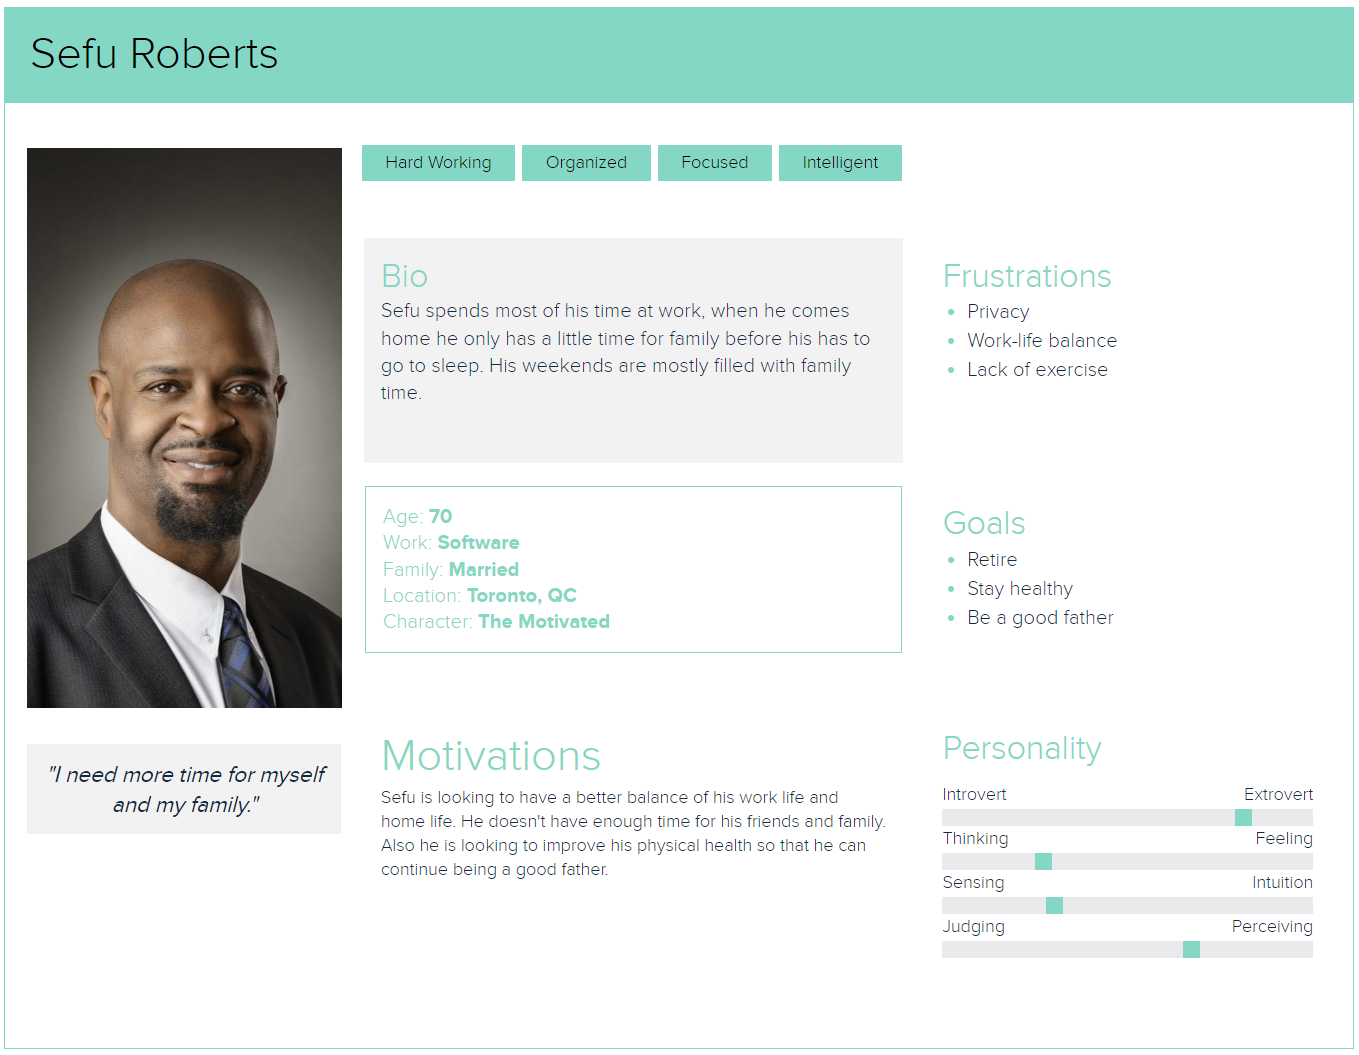 Sefu Roberts
Hard Working
Organized
Focused
Intelligent
Bio
Sefu spends most of his time at work, when he comes
home he only has a little time for family before his has to
go to sleep. His weekends are mostly filled with family
time.
Frustrations
Privacy
Work-life balance
Lack of exercise
Age: 70
Work: Software
Family: Married
Location: Toronto, QC
Character: The Motivated
Goals
Retire
Stay healthy
Be a good father
"I need more time for myself
and my family."
Motivations
Sefu is looking to have a better balance of his work life and
home life. He doesn't have enough time for his friends and family.
Also he is looking to improve his physical health so that he can
continue being a good father.
Personality
Introvert Extrovert
Thinking Feeling
Sensing Intuition
Judging Perceiving